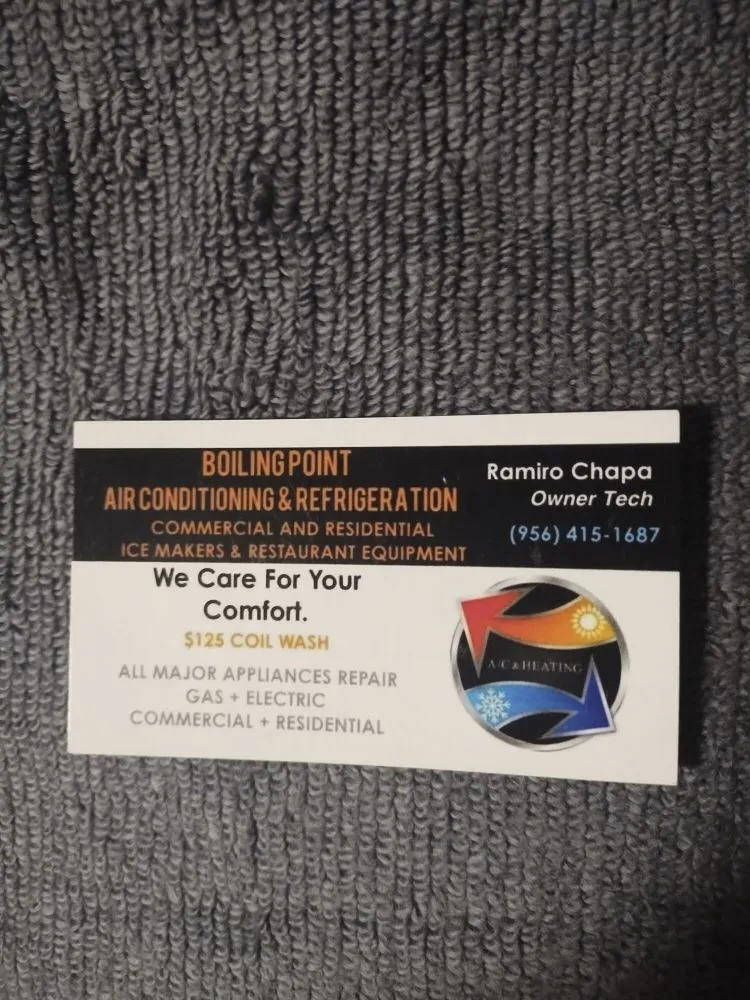 BOILING POINT
AIR CONDITIONING & REFRIGERATION
COMMERCIAL AND RESIDENTIAL
ICE MAKERS & RESTAURANT EQUIPMENT
Ramiro Chapa
Owner Tech
(956) 415-1687
We Care For Your
Comfort.
$125 COIL WASH
ALL MAJOR APPLIANCES REPAIR
GAS + ELECTRIC
COMMERCIAL + RESIDENTIAL
A/C & HEATING